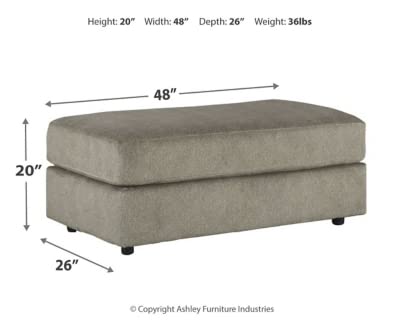 Height: 20” Width: 48” Depth: 26” Weight: 36lbs
48”
20”
26”
© Copyright Ashley Furniture Industries